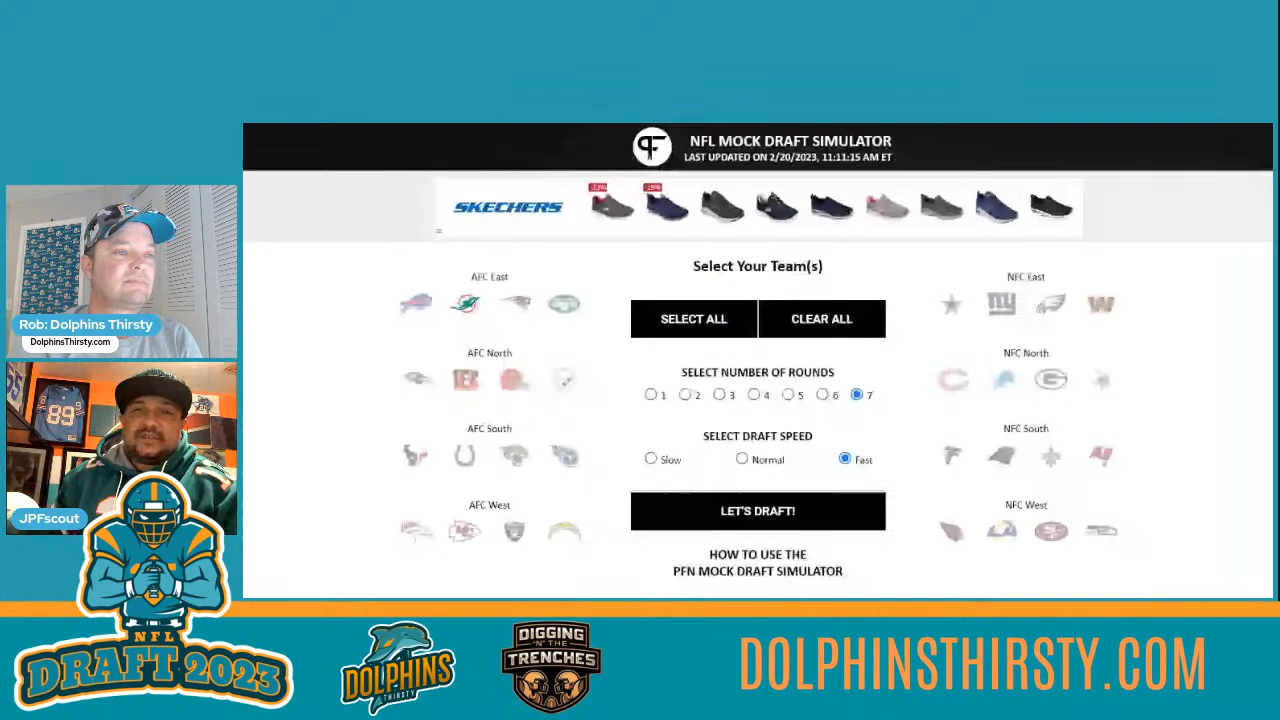 NFL MOCK DRAFT SIMULATOR
LAST UPDATED ON 2/20/2023, 11:11:15 AM ET
SKECHERS
Select Your Team(s)
AFC East
NFC East
SELECT ALL
CLEAR ALL
AFC North
NFC North
SELECT NUMBER OF ROUNDS
1 2 3 4 5 6 7
AFC South
NFC South
SELECT DRAFT SPEED
Slow Normal Fast
AFC West
NFC West
LET'S DRAFT!
HOW TO USE THE
PFN MOCK DRAFT SIMULATOR
Rob: Dolphins Thirsty
DolphinsThirsty.com
89
JPFscout
NFL
DRAFT 2023
DOLPHINS
THIRSTY
DIGGING
"N" THE
TRENCHES
DOLPHINSTHIRSTY.COM